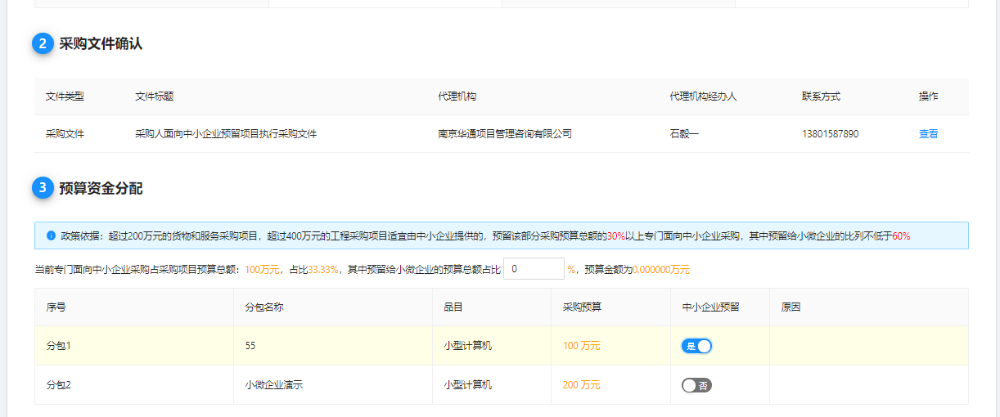 2 采购文件确认
文件类型 文件标题 代理机构 代理机构经办人 联系方式 操作
采购文件 采购人面向中小企业预留项目执行采购文件 南京华通项目管理咨询有限公司 石毅一 13801587890 查看
3 预算资金分配
政策依据：超过200万元的货物和服务采购项目，超过400万元的工程采购项目适宜由中小企业提供的，预留该部分采购预算总额的30%以上专门面向中小企业采购，其中预留给小微企业的比列不低于60%
当前专门面向中小企业采购占采购项目预算总额：100万元，占比33.33%，其中预留给小微企业的预算总额占比 0 %，预算金额为0.000000万元
序号 分包名称 品目 采购预算 中小企业预留 原因
分包1 55 小型计算机 100 万元 是
分包2 小微企业演示 小型计算机 200 万元 否